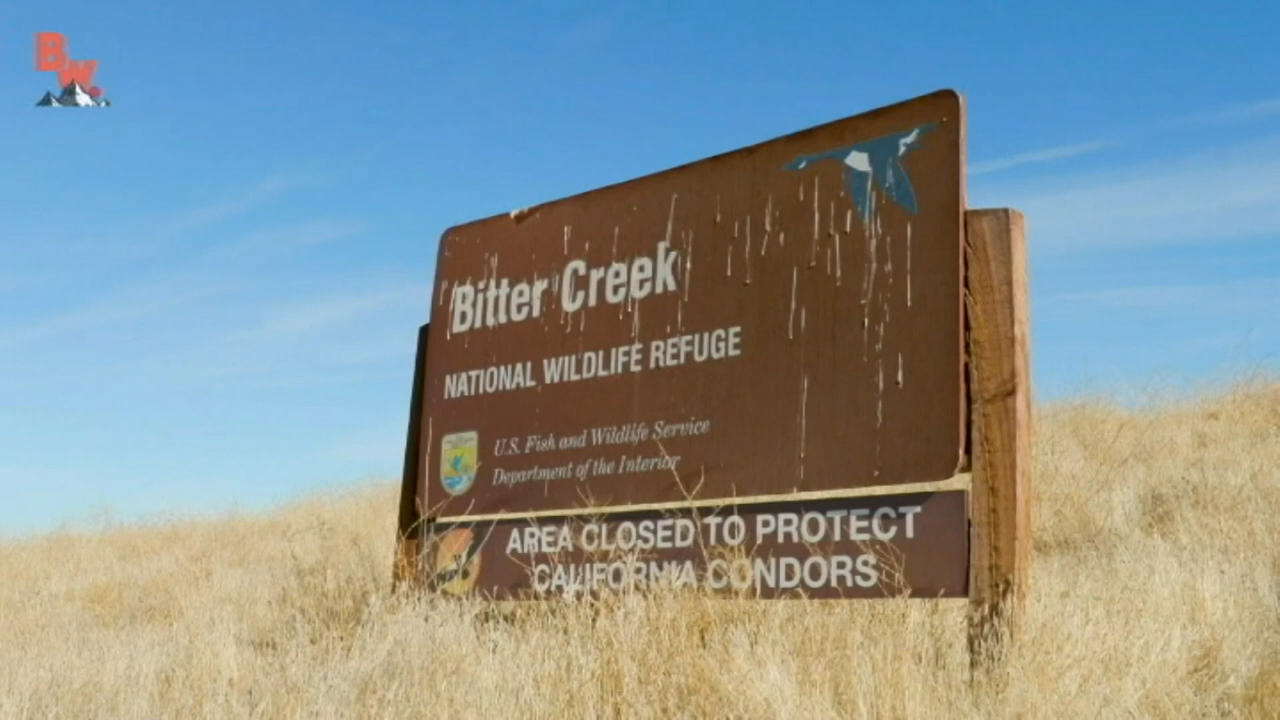 BW.
Bitter Creek
NATIONAL WILDLIFE REFUGE
U.S. Fish and Wildlife Service
Department of the Interior
AREA CLOSED TO PROTECT
CALIFORNIA CONDORS